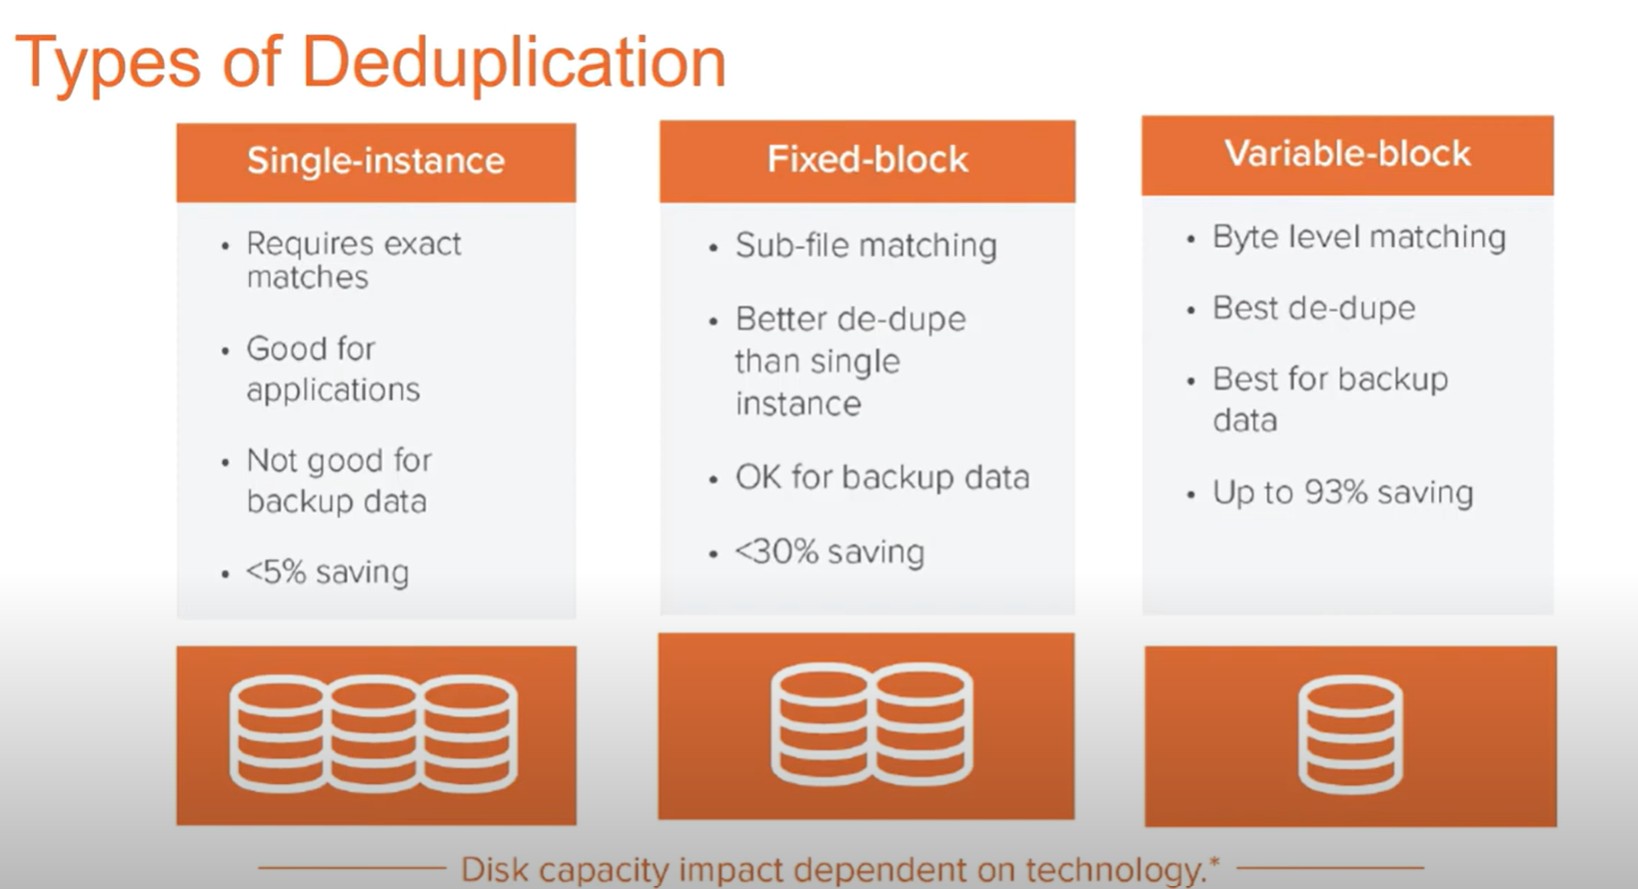 Types of Deduplication
Single-instance
• Requires exact
matches
• Good for
applications
• Not good for
backup data
• <5% saving
Fixed-block
• Sub-file matching
• Better de-dupe
than single
instance
• OK for backup data
• <30% saving
Variable-block
• Byte level matching
• Best de-dupe
• Best for backup
data
• Up to 93% saving
Disk capacity impact dependent on technology.*